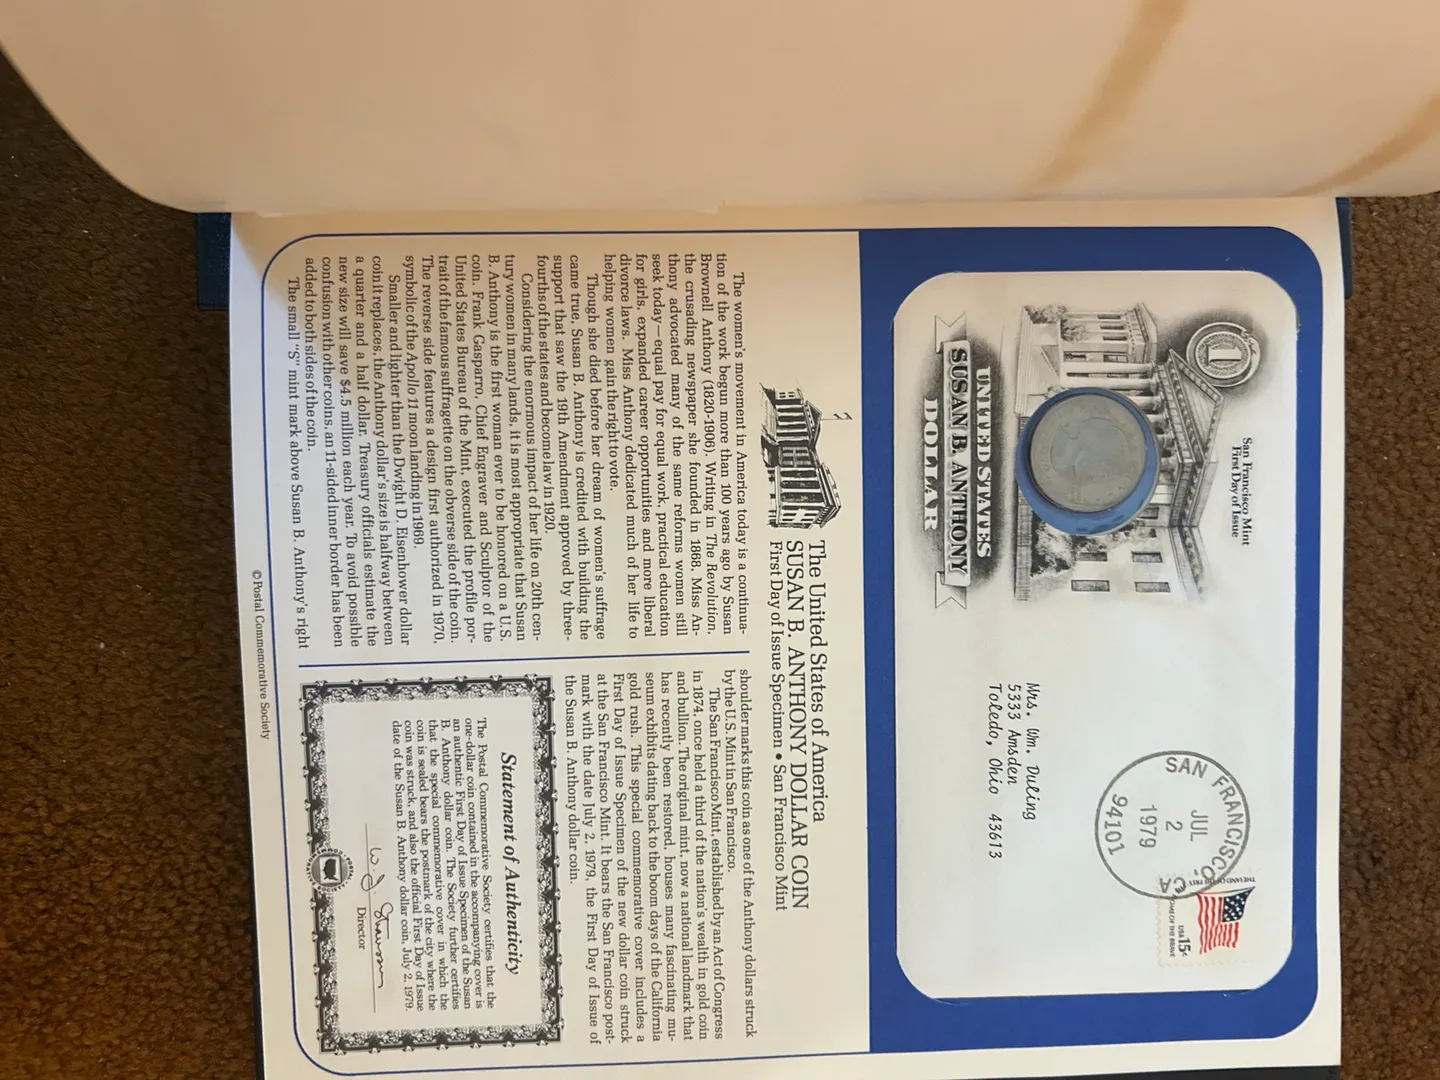 San Francisco Mint
First Day of Issue
1
UNITED STATES
SUSAN B. ANTHONY
DOLLAR
SAN FRANCISCO, CA
JUL
2
1979
94101
THE LAND OF THE FREE
HOME OF THE BRAVE
USA 15c
Mrs. Wm. Duling
5333 Amsden
Toledo, Ohio 43613
The United States of America
SUSAN B. ANTHONY DOLLAR COIN
First Day of Issue Specimen • San Francisco Mint
The women's movement in America today is a continua-
tion of the work begun more than 100 years ago by Susan
Brownell Anthony (1820-1906). Writing in The Revolution,
the crusading newspaper she founded in 1868, Miss An-
thony advocated many of the same reforms women still
seek today—equal pay for equal work, practical education
for girls, expanded career opportunities and more liberal
divorce laws. Miss Anthony dedicated much of her life to
helping women gain the right to vote.
Though she died before her dream of women's suffrage
came true, Susan B. Anthony is credited with building the
support that saw the 19th Amendment approved by three-
fourths of the states and become law in 1920.
Considering the enormous impact of her life on 20th cen-
tury women in many lands, it is most appropriate that Susan
B. Anthony is the first woman ever to be honored on a U.S.
coin. Frank Gasparro, Chief Engraver and Sculptor of the
United States Bureau of the Mint, executed the profile por-
trait of the famous suffragette on the obverse side of the coin.
The reverse side features a design first authorized in 1970,
symbolic of the Apollo 11 moon landing in 1969.
Smaller and lighter than the Dwight D. Eisenhower dollar
coin it replaces, the Anthony dollar's size is halfway between
a quarter and a half dollar. Treasury officials estimate the
new size will save $4.5 million each year. To avoid possible
confusion with other coins, an 11-sided inner border has been
added to both sides of the coin.
The small "S" mint mark above Susan B. Anthony's right
shoulder marks this coin as one of the Anthony dollars struck
by the U.S. Mint in San Francisco.
The San Francisco Mint, established by an Act of Congress
in 1874, once held a third of the nation's wealth in gold coin
and bullion. The original mint, now a national landmark that
has recently been restored, houses many fascinating mu-
seum exhibits dating back to the boom days of the California
gold rush. This special commemorative cover includes a
First Day of Issue Specimen of the new dollar coin struck
at the San Francisco Mint. It bears the San Francisco post-
mark with the date July 2, 1979, the First Day of Issue of
the Susan B. Anthony dollar coin.
Statement of Authenticity
The Postal Commemorative Society certifies that the
one-dollar coin contained in the accompanying cover is
an authentic First Day of Issue Specimen of the Susan
B. Anthony dollar coin. The Society further certifies
that the special commemorative cover in which the
coin is sealed bears the postmark of the city where the
coin was struck, and also the official First Day of Issue
date of the Susan B. Anthony dollar coin, July 2, 1979.
Director
© Postal Commemorative Society